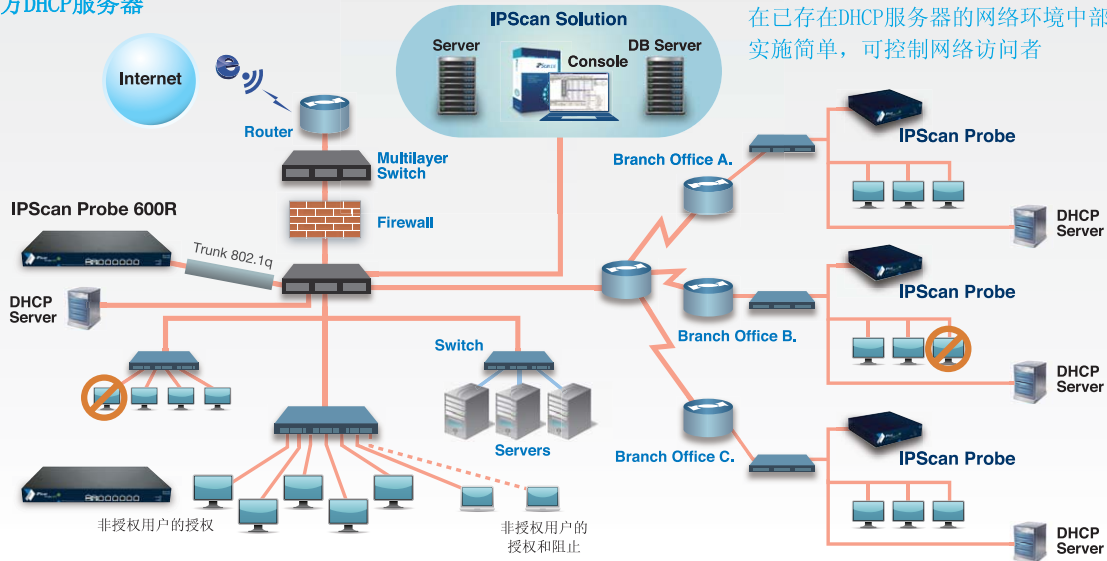 方DHCP服务器
IPScan Solution
在已存在DHCP服务器的网络环境中部
实施简单，可控制网络访问者
Server
Console
DB Server
Internet
Router
Multilayer
Switch
Firewall
IPScan Probe 600R
Trunk 802.1q
DHCP
Server
Branch Office A.
IPScan Probe
DHCP
Server
Branch Office B.
IPScan Probe
DHCP
Server
Branch Office C.
IPScan Probe
DHCP
Server
Switch
Servers
非授权用户的授权
非授权用户的
授权和阻止